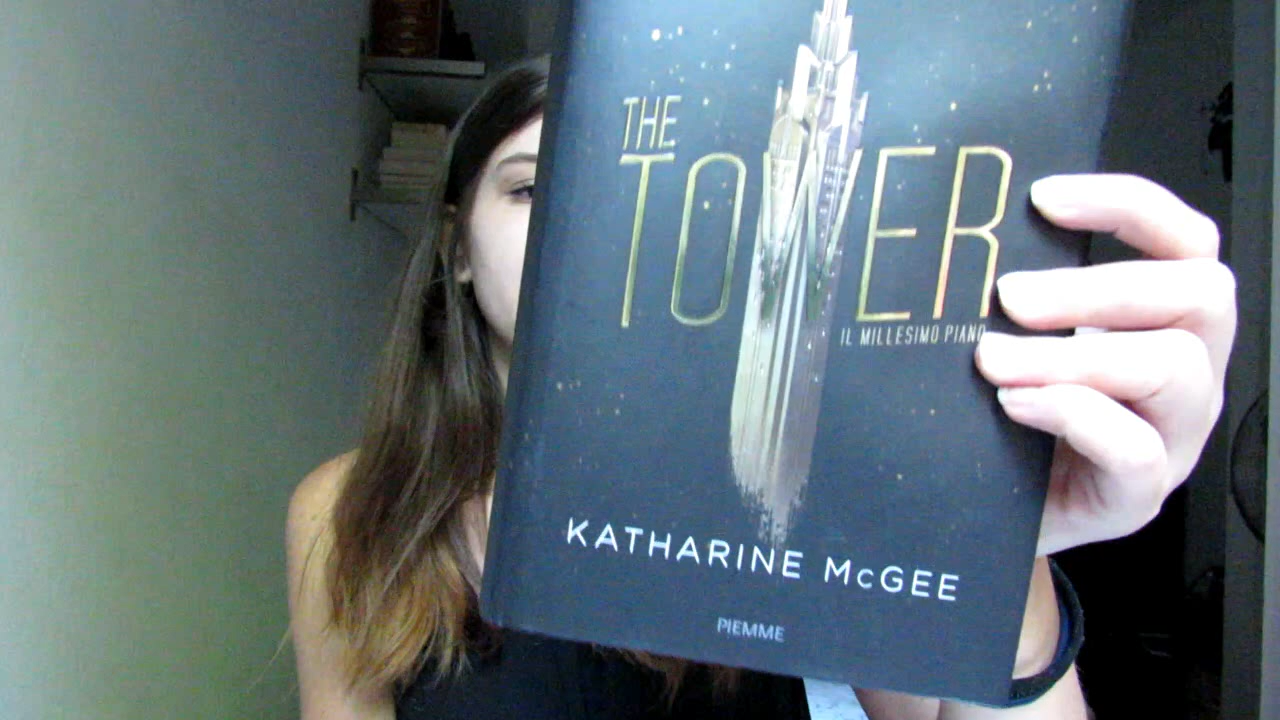 THE
TOWER
IL MILLESIMO PIANO
KATHARINE McGEE
PIEMME